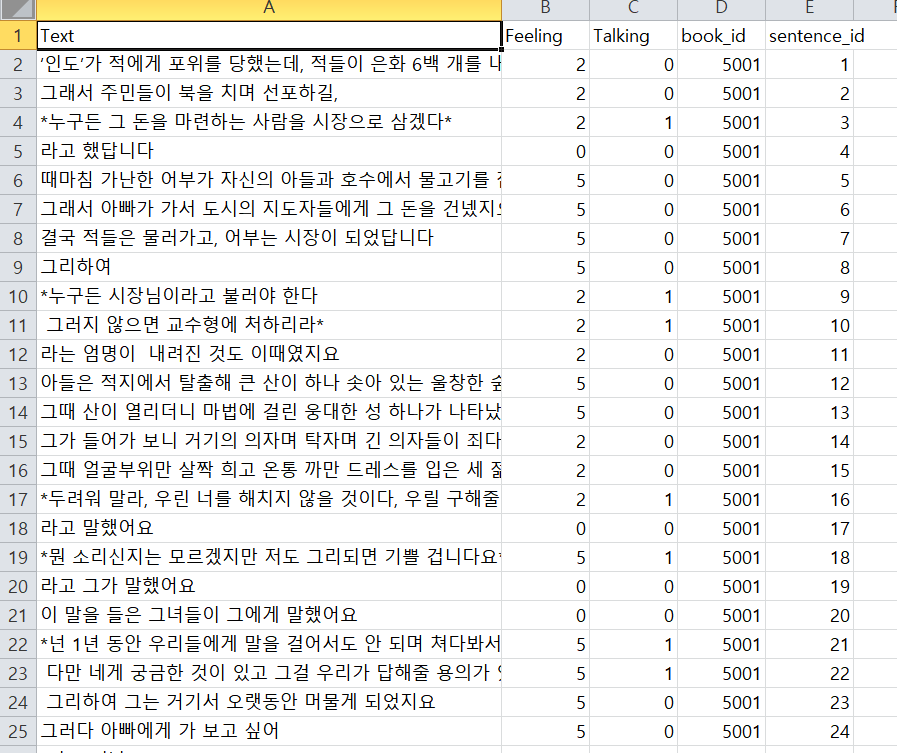 A B C D E
1 Text Feeling Talking book_id sentence_id
2 '인도'가 적에게 포위를 당했는데, 적들이 은화 6백 개를 내 2 0 5001 1
3 그래서 주민들이 북을 치며 선포하길, 2 0 5001 2
4 *누구든 그 돈을 마련하는 사람을 시장으로 삼겠다* 2 1 5001 3
5 라고 했답니다 0 0 5001 4
6 때마침 가난한 어부가 자신의 아들과 호수에서 물고기를 5 0 5001 5
7 그래서 아빠가 가서 도시의 지도자들에게 그 돈을 건넸지요 5 0 5001 6
8 결국 적들은 물러가고, 어부는 시장이 되었답니다 5 0 5001 7
9 그리하여 5 0 5001 8
10 *누구든 시장님이라고 불러야 한다 2 1 5001 9
11 그러지 않으면 교수형에 처하리라* 2 1 5001 10
12 라는 엄명이 내려진 것도 이때였지요 2 0 5001 11
13 아들은 적지에서 탈출해 큰 산이 하나 솟아 있는 울창한 숲 5 0 5001 12
14 그때 산이 열리더니 마법에 걸린 웅대한 성 하나가 나타났 5 0 5001 13
15 그가 들어가 보니 거기의 의자며 탁자며 긴 의자들이 죄다 2 0 5001 14
16 그때 얼굴부위만 살짝 희고 온통 까만 드레스를 입은 세 젊 2 0 5001 15
17 *두려워 말라, 우린 너를 해치지 않을 것이다, 우릴 구해줄 2 1 5001 16
18 라고 말했어요 0 0 5001 17
19 *뭔 소리신지는 모르겠지만 저도 그리되면 기쁠 겁니다요* 5 1 5001 18
20 라고 그가 말했어요 0 0 5001 19
21 이 말을 들은 그녀들이 그에게 말했어요 0 0 5001 20
22 *넌 1년 동안 우리들에게 말을 걸어서도 안 되며 쳐다봐서 5 1 5001 21
23 다만 네게 궁금한 것이 있고 그걸 우리가 답해줄 용의가 5 1 5001 22
24 그리하여 그는 거기서 오랫동안 머물게 되었지요 5 0 5001 23
25 그러다 아빠에게 가 보고 싶어 5 0 5001 24